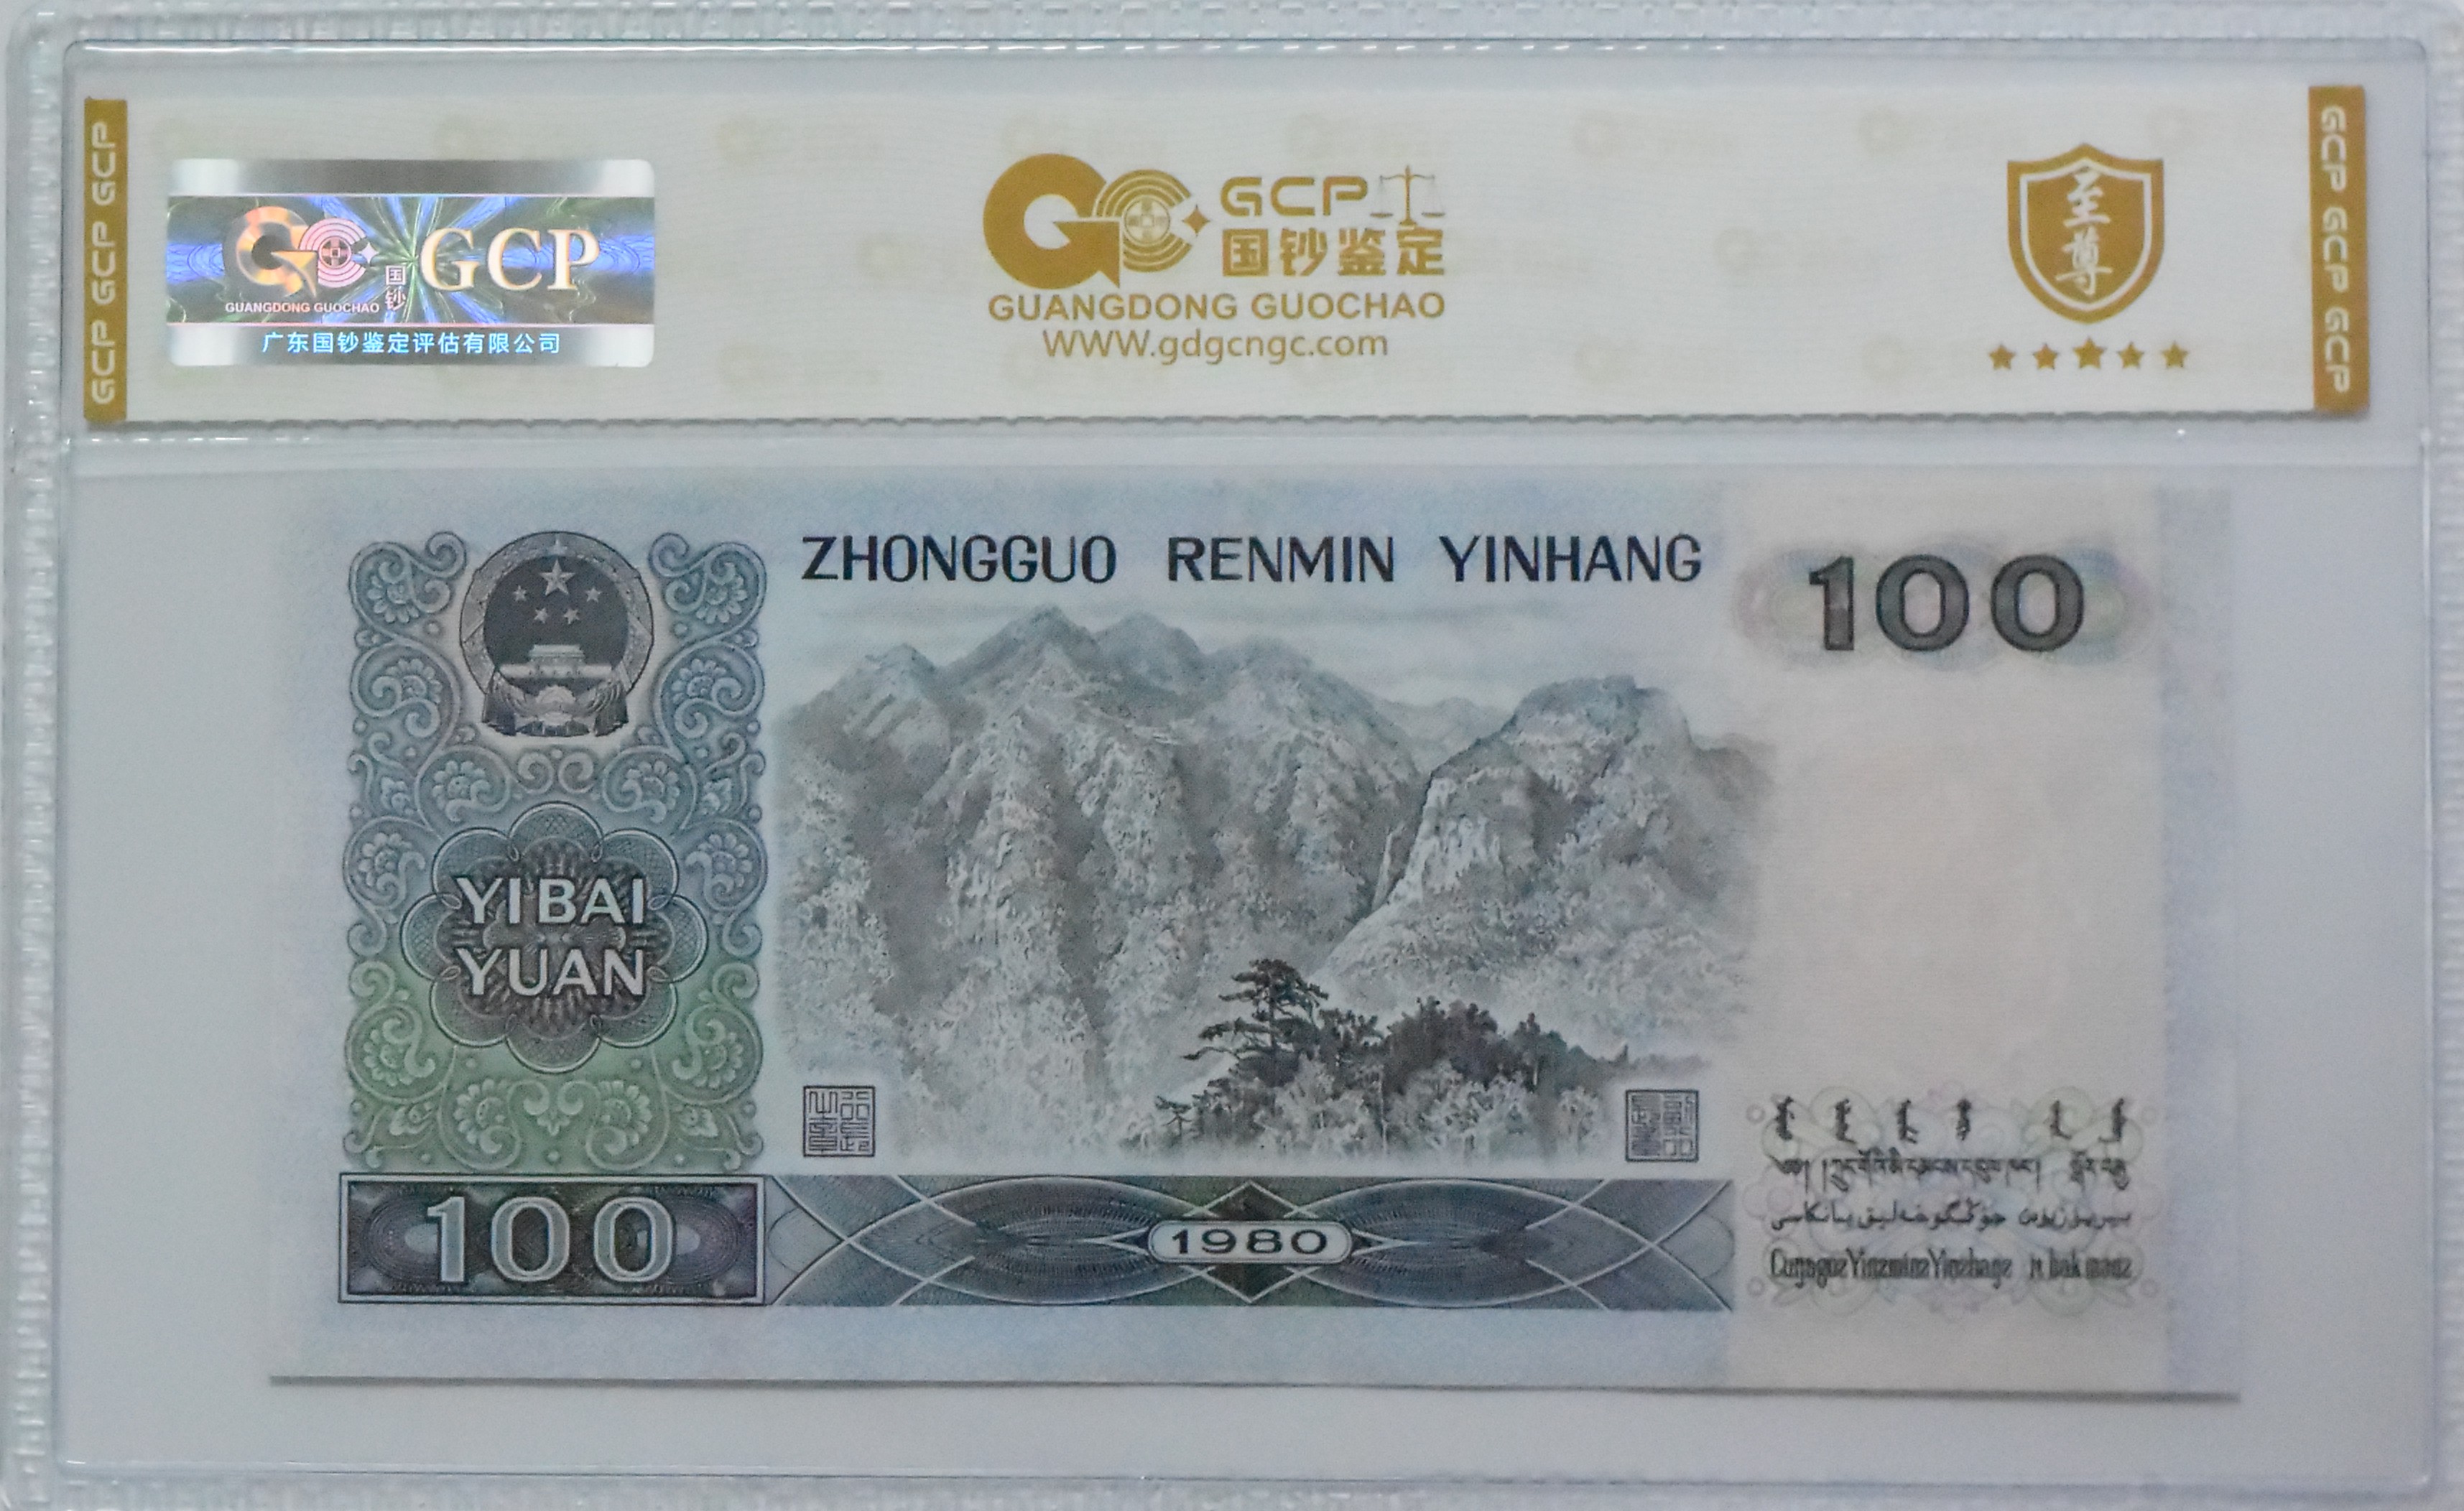 GCP GCP GCP
GCP
国钞
GUANGDONG GUOCHAO
广东国钞鉴定评估有限公司
GCP
国钞鉴定
GUANGDONG GUOCHAO
WWW.gdgcngc.com
至尊
GCP GCP GCP
ZHONGGUO RENMIN YINHANG
100
YIBAI
YUAN
100
1980